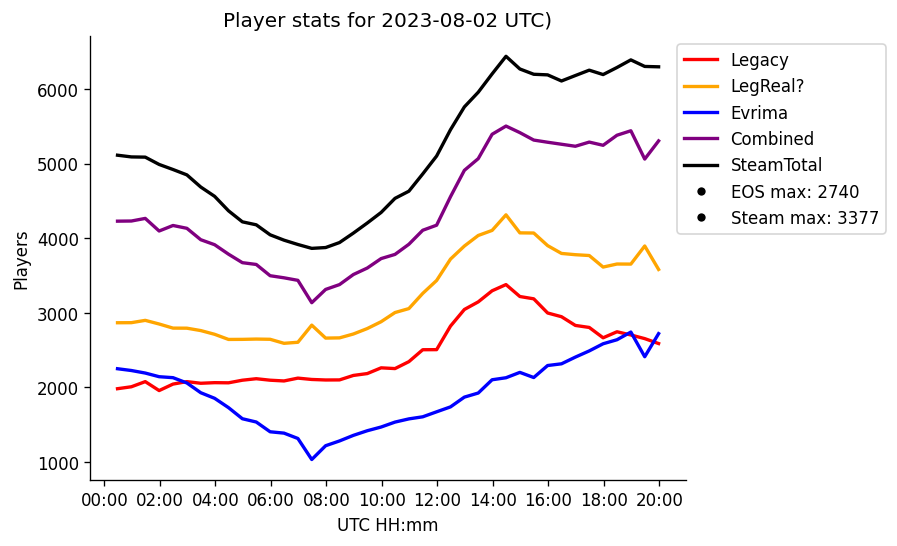 Player stats for 2023-08-02 UTC)
Legacy
LegReal?
Evrima
Combined
SteamTotal
EOS max: 2740
Steam max: 3377
Players
6000
5000
4000
3000
2000
1000
00:00 02:00 04:00 06:00 08:00 10:00 12:00 14:00 16:00 18:00 20:00
UTC HH:mm